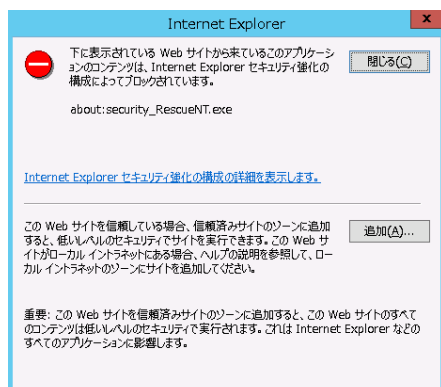 Internet Explorer
x
下に表示されている Web サイトから来ているこのアプリケーシ
ョンのコンテンツは、Internet Explorer セキュリティ強化の
構成によってブロックされています。
閉じる(C)
about:security_RescueNT.exe
Internet Explorer セキュリティ強化の構成の詳細を表示します。
この Web サイトを信頼している場合、信頼済みサイトのゾーンに追加
すると、低いレベルのセキュリティでサイトを実行できます。この Web サ
イトがローカル イントラネットにある場合、ヘルプの説明を参照して、ロー
カル イントラネットのゾーンにサイトを追加してください。
追加(A)...
重要: この Web サイトを信頼済みサイトのゾーンに追加すると、この Web サイトのすべて
のコンテンツは低いレベルのセキュリティで実行されます。これは Internet Explorer などの
すべてのアプリケーションに影響します。